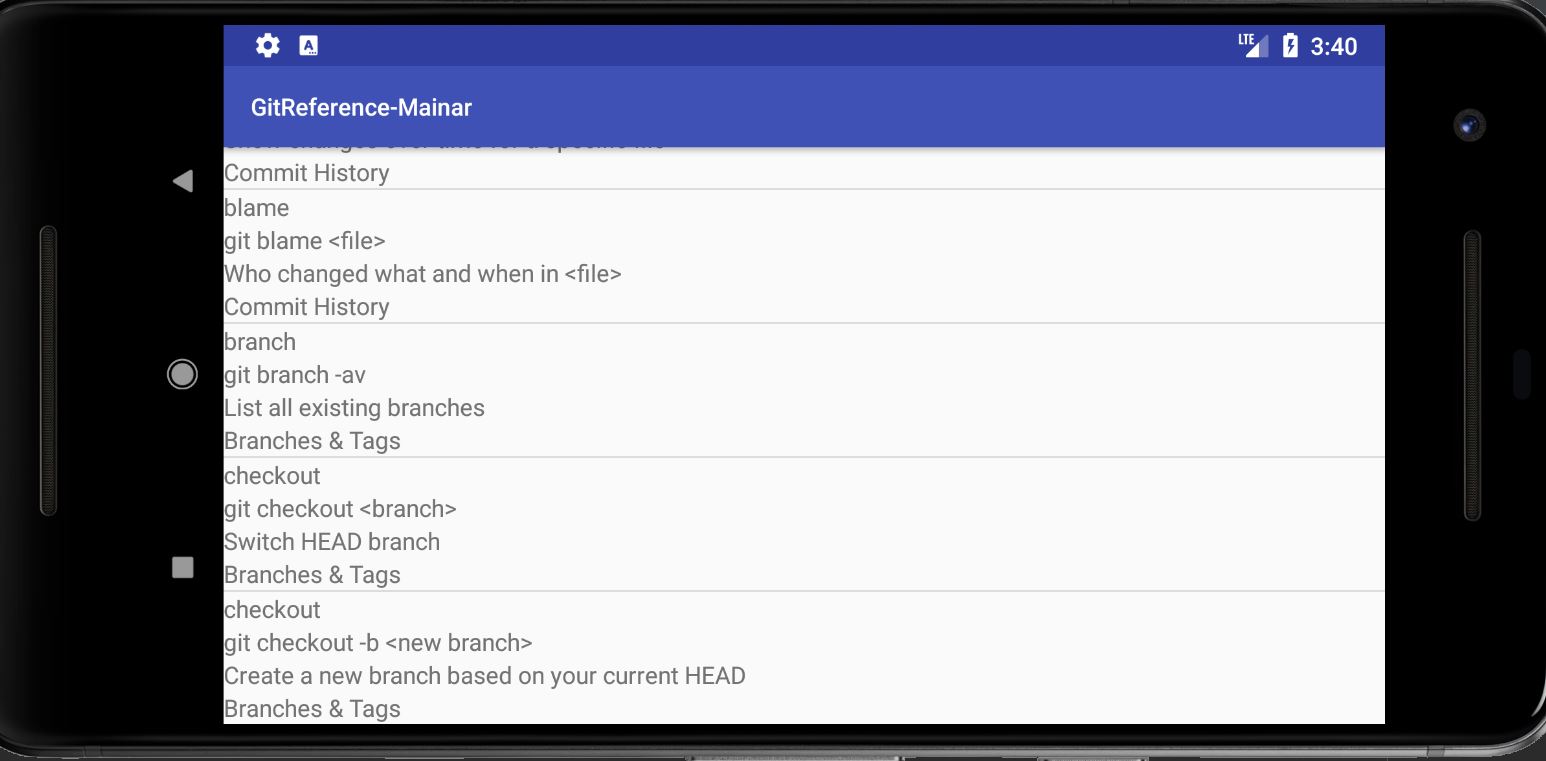 LTE 3:40
GitReference-Mainar
Commit History
blame
git blame <file>
Who changed what and when in <file>
Commit History
branch
git branch -av
List all existing branches
Branches & Tags
checkout
git checkout <branch>
Switch HEAD branch
Branches & Tags
checkout
git checkout -b <new branch>
Create a new branch based on your current HEAD
Branches & Tags